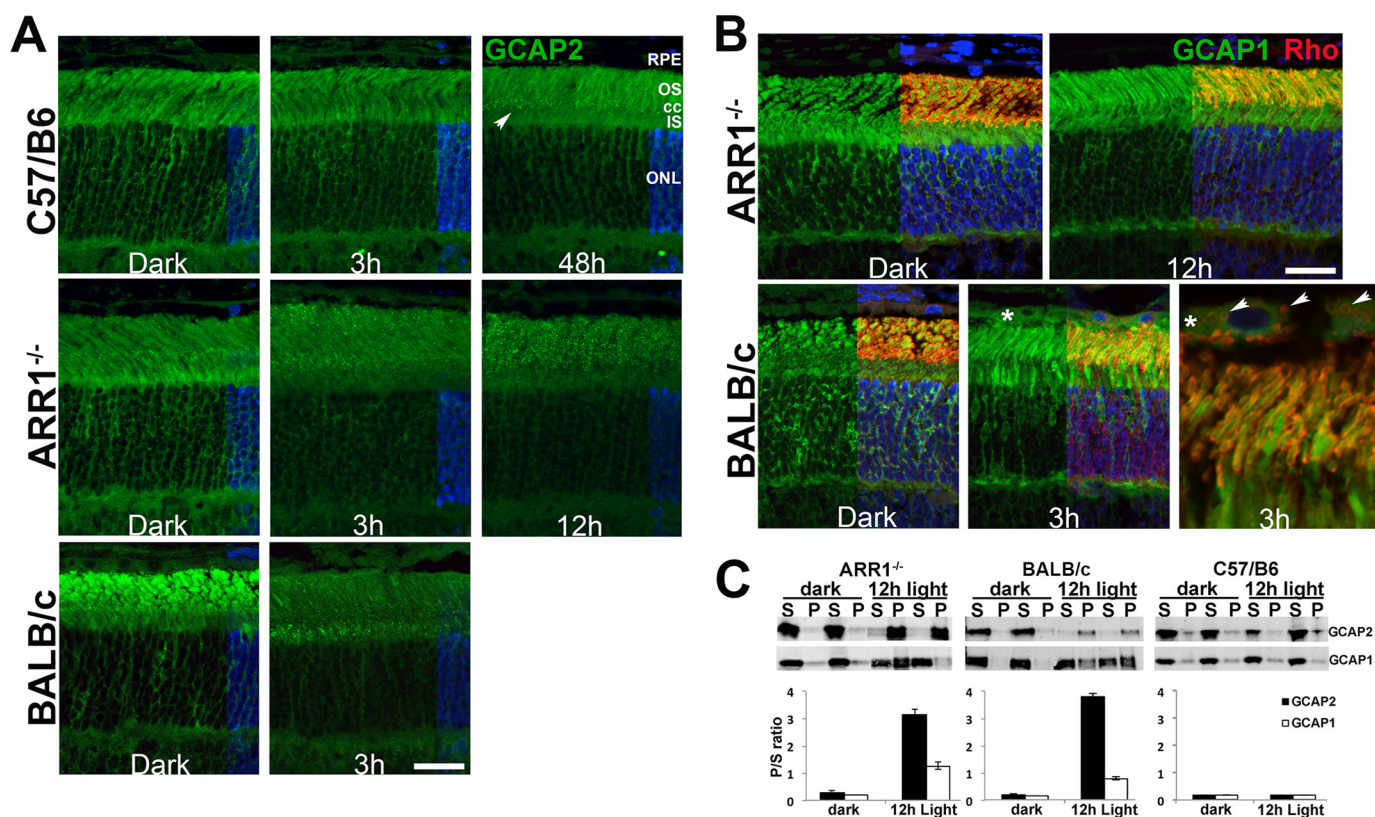 A
GCAP2
RPE
OS
cc
IS
ONL
C57/B6
Dark
3h
48h
ARR1-/-
Dark
3h
12h
BALB/c
Dark
3h
B
GCAP1 Rho
ARR1-/-
Dark
12h
BALB/c
*
*
Dark
3h
3h
C
ARR1-/-
dark 12h light
S P S P S P S P
BALB/c
dark 12h Light
S P S P S P S P
C57/B6
dark 12h Light
S P S P S P S P
GCAP2
GCAP1
P/S ratio
4
3
2
1
0
dark 12h Light
4
3
2
1
0
dark 12h Light
4
3
2
1
0
dark 12h Light
GCAP2
GCAP1